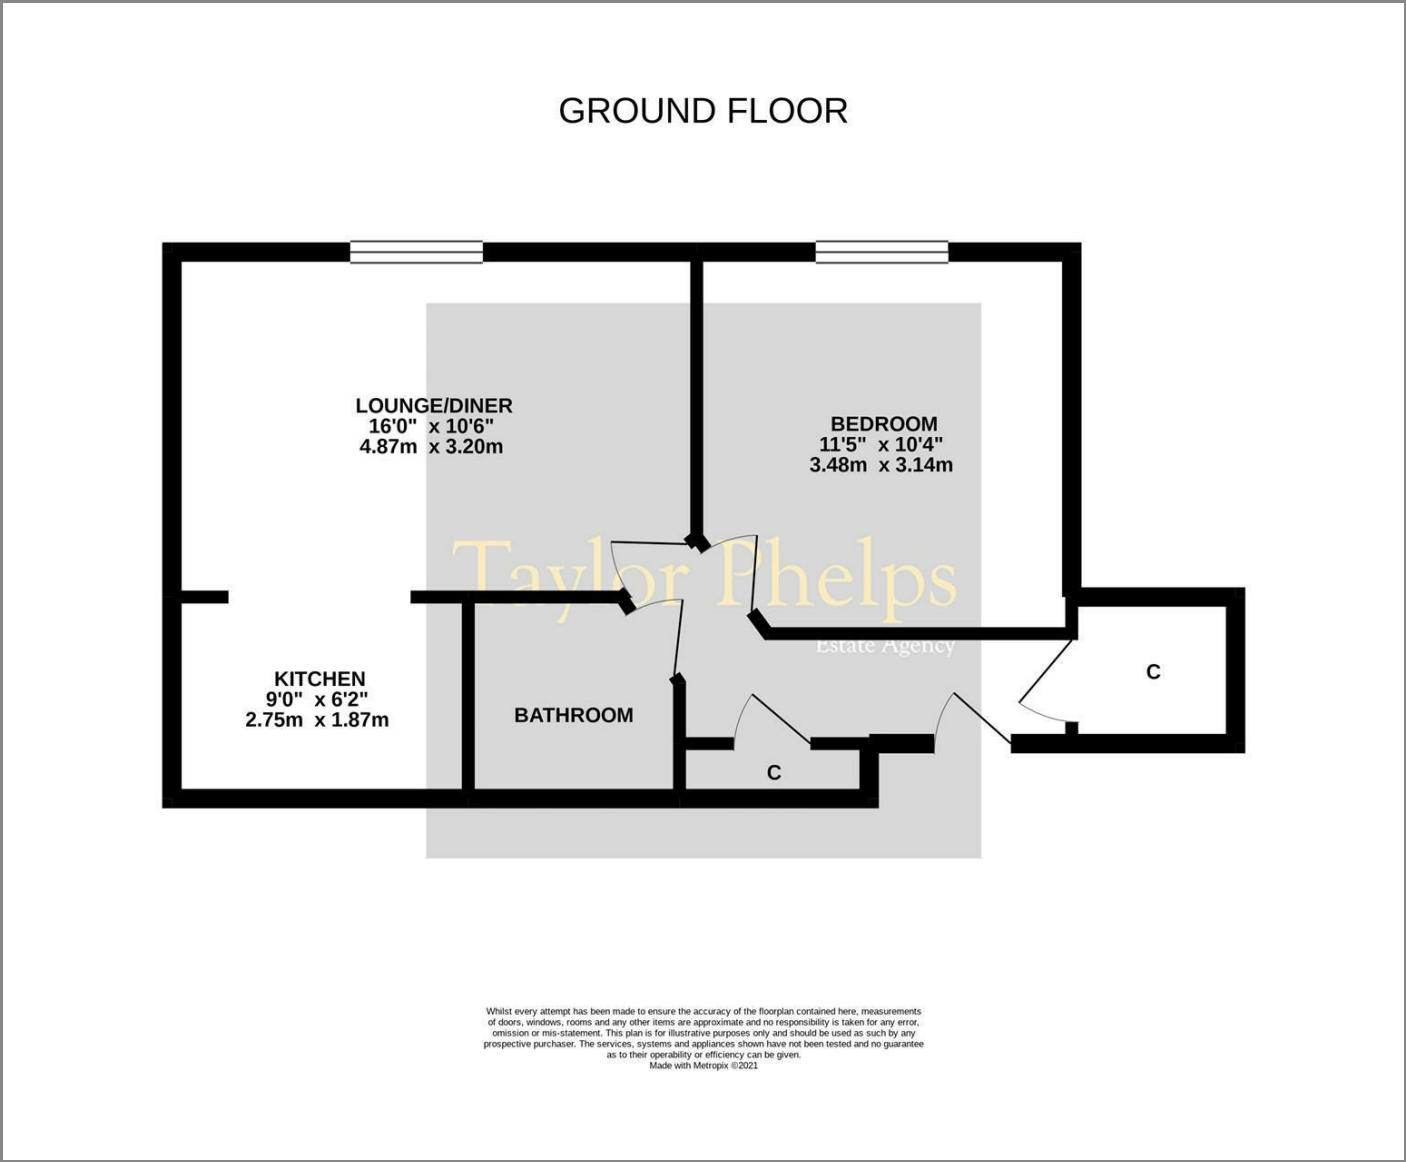 GROUND FLOOR
LOUNGE/DINER
16'0" x 10'6"
4.87m x 3.20m
BEDROOM
11'5" x 10'4"
3.48m x 3.14m
Taylor Phelps
Estate Agency
KITCHEN
9'0" x 6'2"
2.75m x 1.87m
BATHROOM
C
C
Whilst every attempt has been made to ensure the accuracy of the floorplan contained here, measurements
of doors, windows, rooms and any other items are approximate and no responsibility is taken for any error,
omission or mis-statement. This plan is for illustrative purposes only and should be used as such by any
prospective purchaser. The services, systems and appliances shown have not been tested and no guarantee
as to their operability or efficiency can be given.
Made with Metropix ©2021